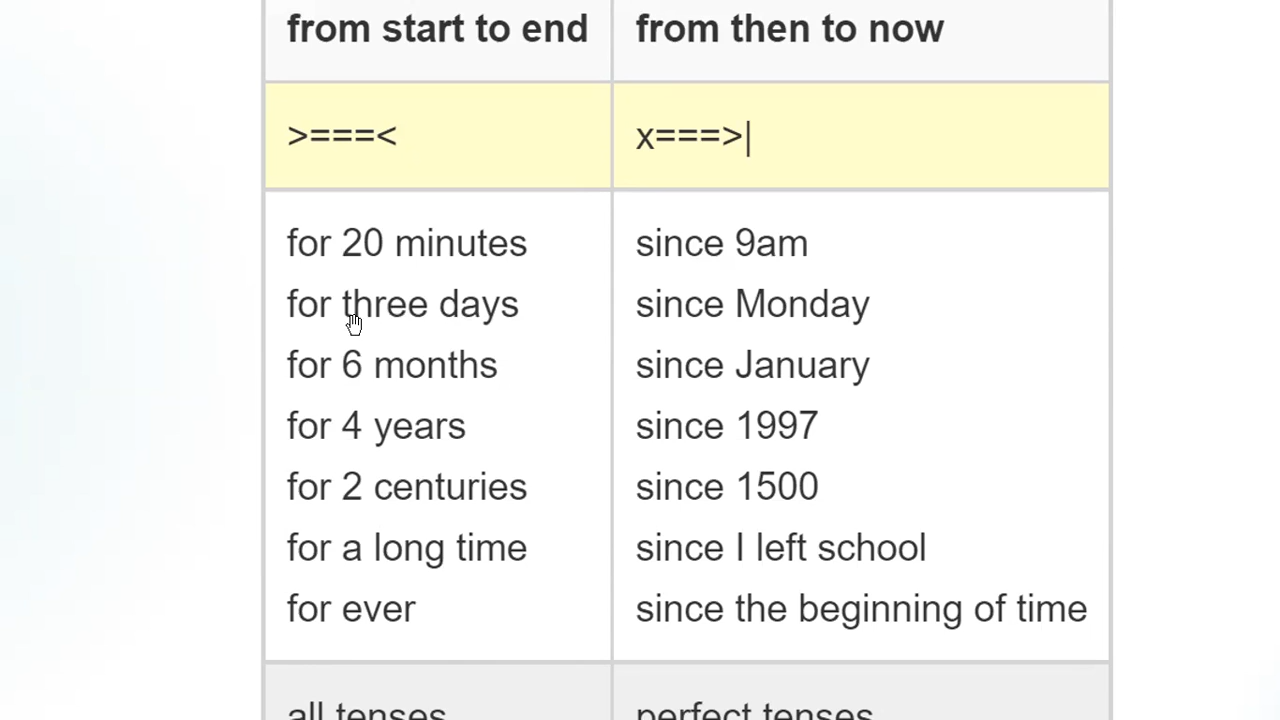 from start to end
from then to now
>===<
x===>|
for 20 minutes
since 9am
for three days
since Monday
for 6 months
since January
for 4 years
since 1997
for 2 centuries
since 1500
for a long time
since I left school
for ever
since the beginning of time
all tenses
perfect tenses